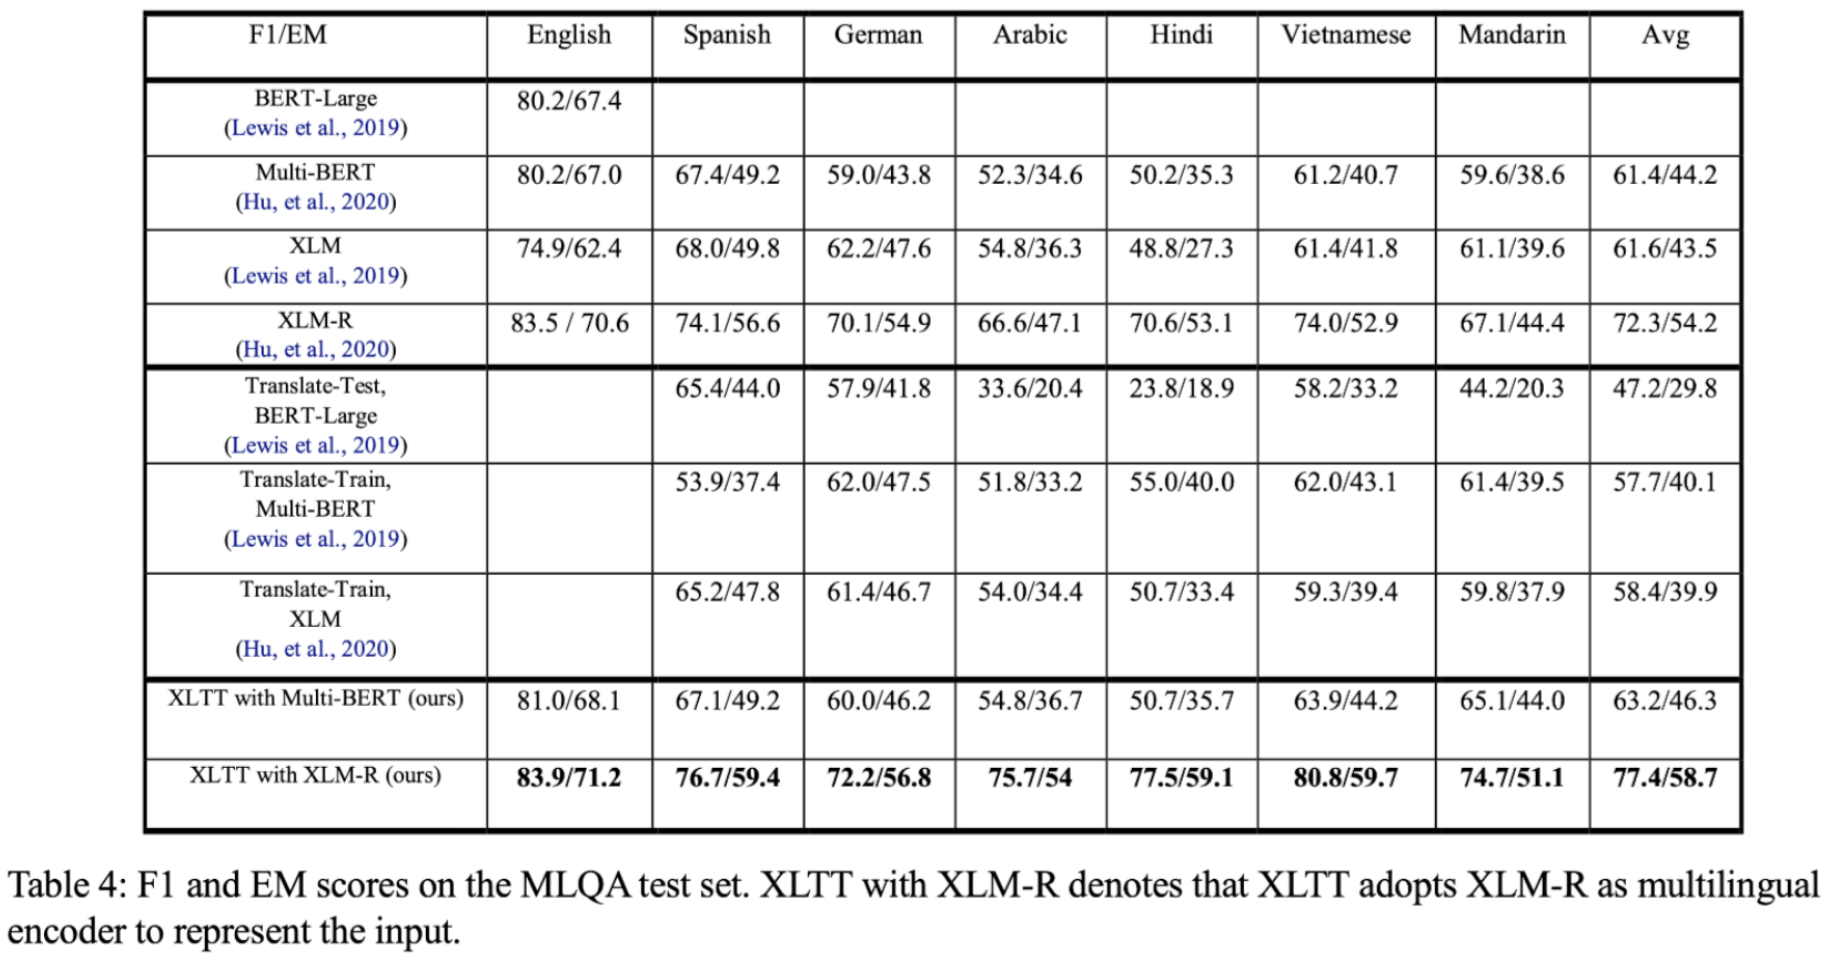 F1/EM English Spanish German Arabic Hindi Vietnamese Mandarin Avg
BERT-Large 80.2/67.4
(Lewis et al., 2019)
Multi-BERT 80.2/67.0 67.4/49.2 59.0/43.8 52.3/34.6 50.2/35.3 61.2/40.7 59.6/38.6 61.4/44.2
(Hu, et al., 2020)
XLM 74.9/62.4 68.0/49.8 62.2/47.6 54.8/36.3 48.8/27.3 61.4/41.8 61.1/39.6 61.6/43.5
(Lewis et al., 2019)
XLM-R 83.5 / 70.6 74.1/56.6 70.1/54.9 66.6/47.1 70.6/53.1 74.0/52.9 67.1/44.4 72.3/54.2
(Hu, et al., 2020)
Translate-Test, 65.4/44.0 57.9/41.8 33.6/20.4 23.8/18.9 58.2/33.2 44.2/20.3 47.2/29.8
BERT-Large
(Lewis et al., 2019)
Translate-Train, 53.9/37.4 62.0/47.5 51.8/33.2 55.0/40.0 62.0/43.1 61.4/39.5 57.7/40.1
Multi-BERT
(Lewis et al., 2019)
Translate-Train, 65.2/47.8 61.4/46.7 54.0/34.4 50.7/33.4 59.3/39.4 59.8/37.9 58.4/39.9
XLM
(Hu, et al., 2020)
XLTT with Multi-BERT (ours) 81.0/68.1 67.1/49.2 60.0/46.2 54.8/36.7 50.7/35.7 63.9/44.2 65.1/44.0 63.2/46.3
XLTT with XLM-R (ours) 83.9/71.2 76.7/59.4 72.2/56.8 75.7/54 77.5/59.1 80.8/59.7 74.7/51.1 77.4/58.7
Table 4: F1 and EM scores on the MLQA test set. XLTT with XLM-R denotes that XLTT adopts XLM-R as multilingual
encoder to represent the input.